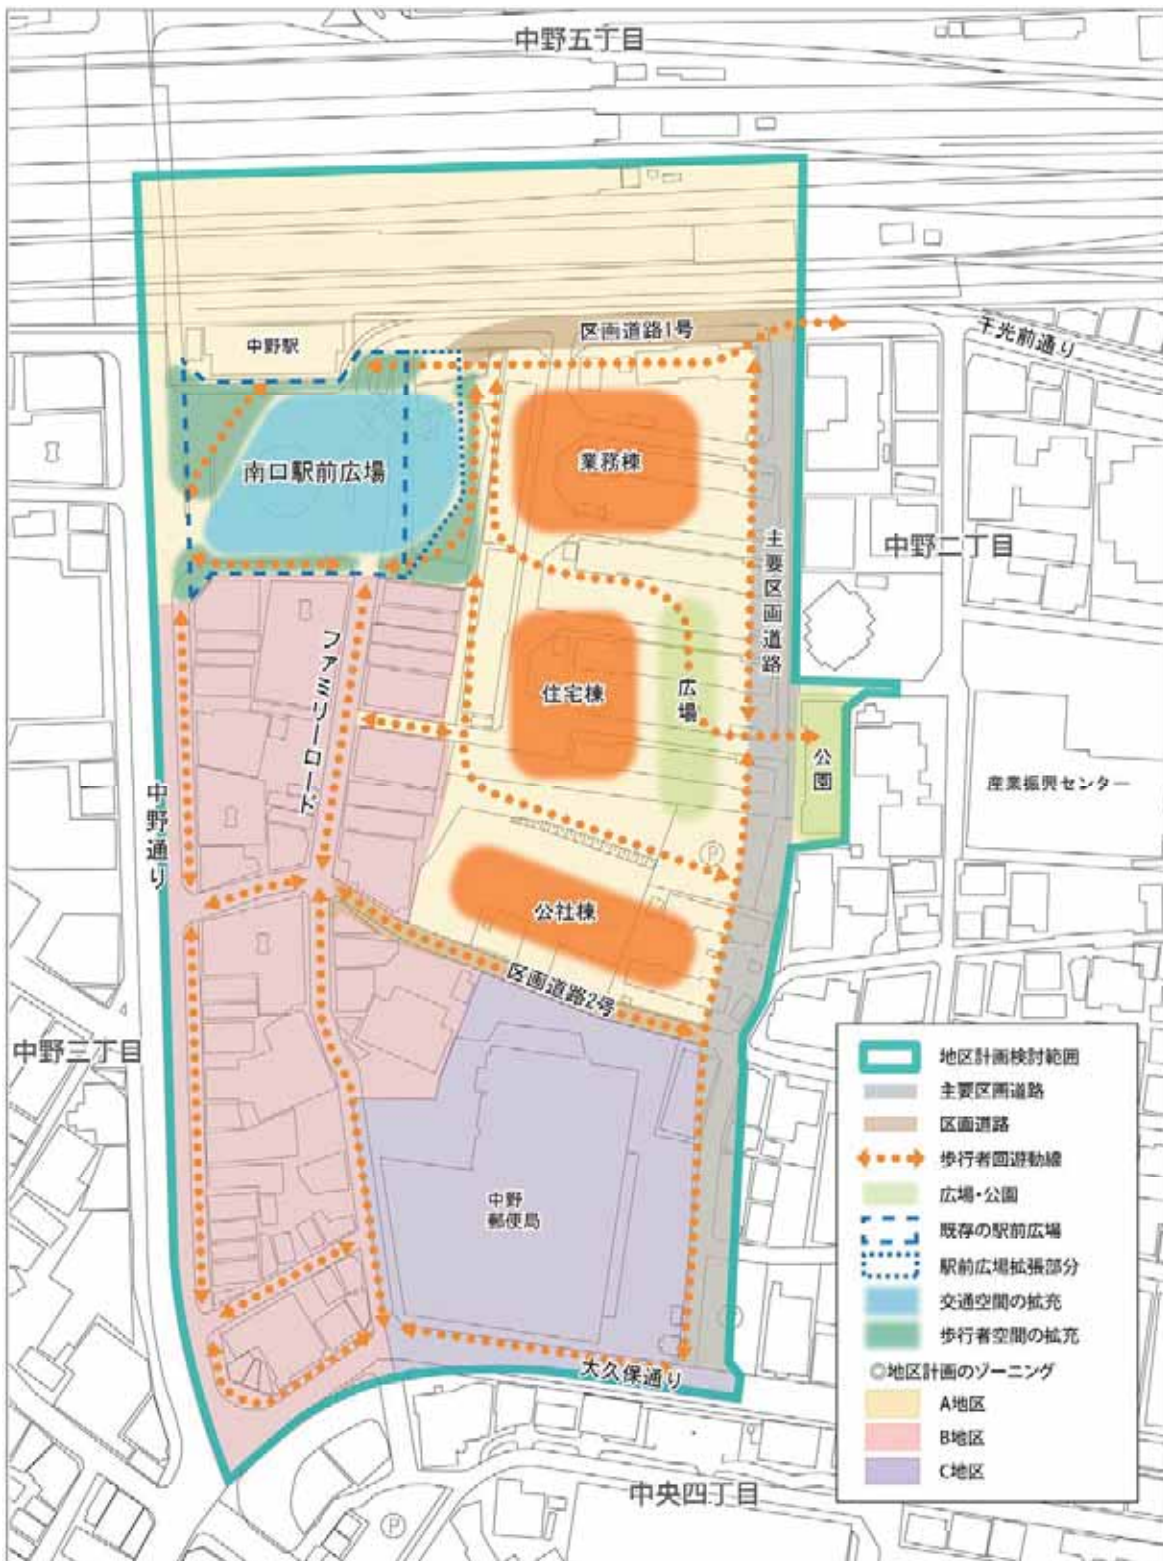 中野五丁目
区画道路1号
千光前通り
中野駅
南口駅前広場
業務棟
主要区画道路
中野二丁目
ファミリーロード
住宅棟
広場
公園
産業振興センター
中野通り
P
公社棟
区画道路2号
中野三丁目
中野
郵便局
大久保通り
中央四丁目
P
地区計画検討範囲
主要区画道路
区画道路
歩行者回遊動線
広場・公園
既存の駅前広場
駅前広場拡張部分
交通空間の拡充
歩行者空間の拡充
◎地区計画のゾーニング
A地区
B地区
C地区